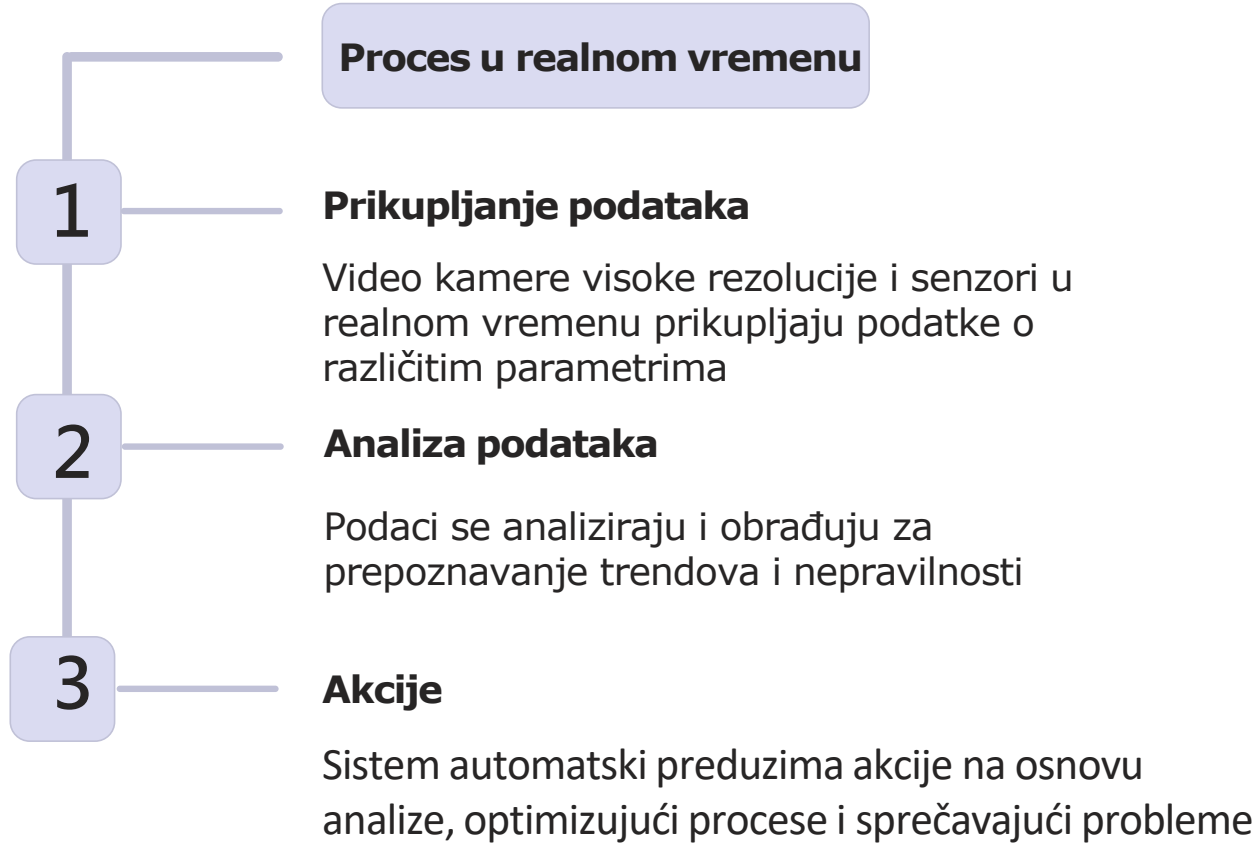 Proces u realnom vremenu
1
Prikupljanje podataka
Video kamere visoke rezolucije i senzori u
realnom vremenu prikupljaju podatke o
različitim parametrima
2
Analiza podataka
Podaci se analiziraju i obrađuju za
prepoznavanje trendova i nepravilnosti
3
Akcije
Sistem automatski preduzima akcije na osnovu
analize, optimizujući procese i sprečavajući probleme